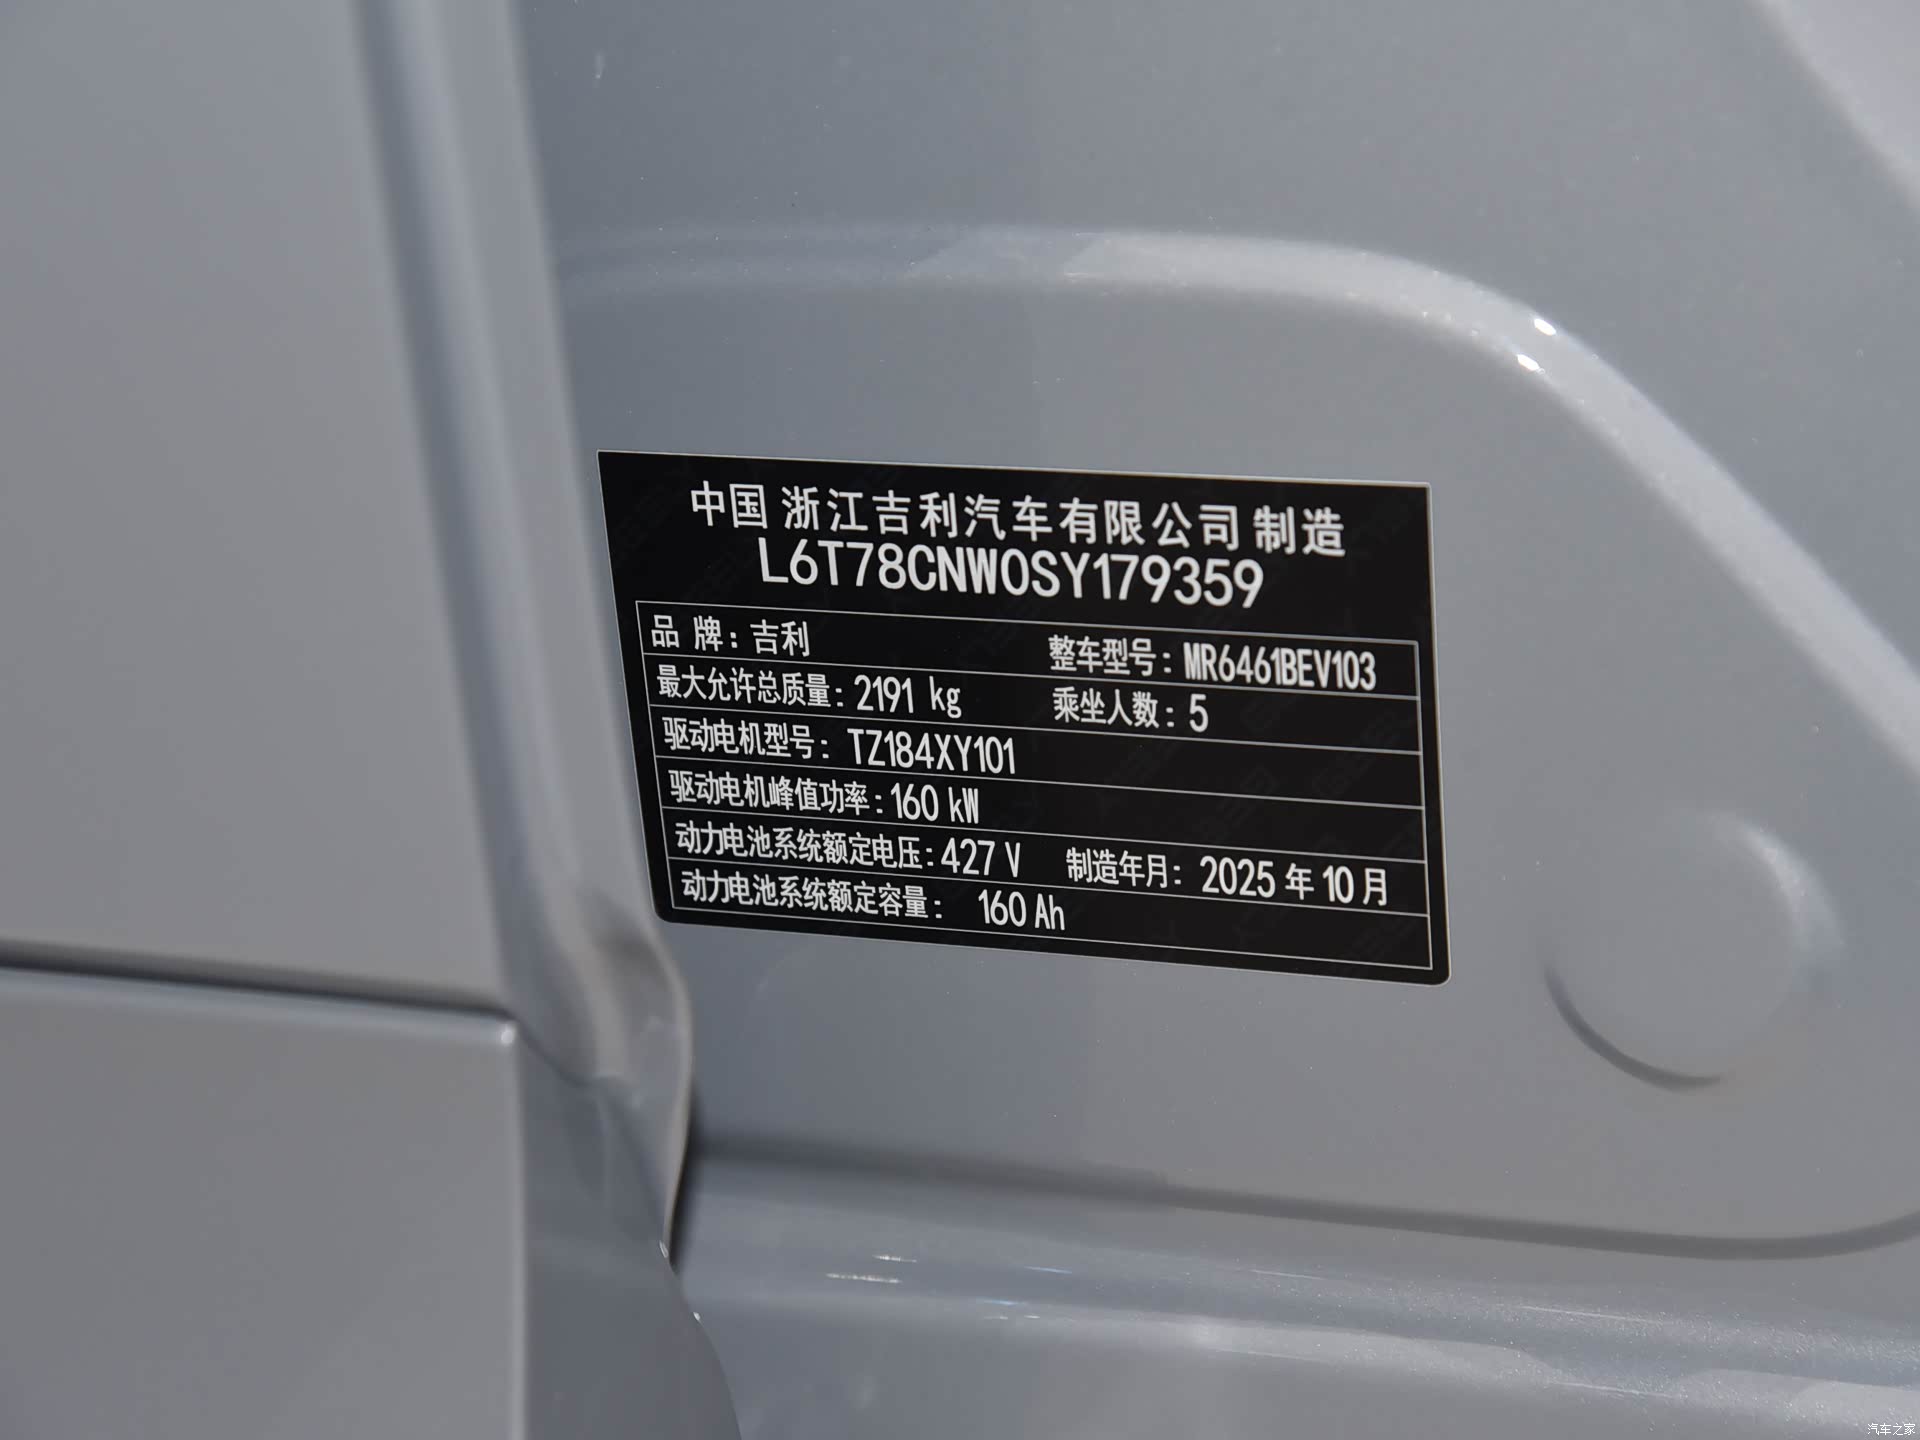 中国 浙江吉利汽车有限公司 制造
L6T78CNW0SY179359
品 牌：吉利 整车型号：MR6461BEV103
最大允许总质量：2191 kg 乘坐人数：5
驱动电机型号：TZ184XY101
驱动电机峰值功率：160 kW
动力电池系统额定电压：427 V 制造年月：2025 年 10 月
动力电池系统额定容量： 160 Ah
汽车之家